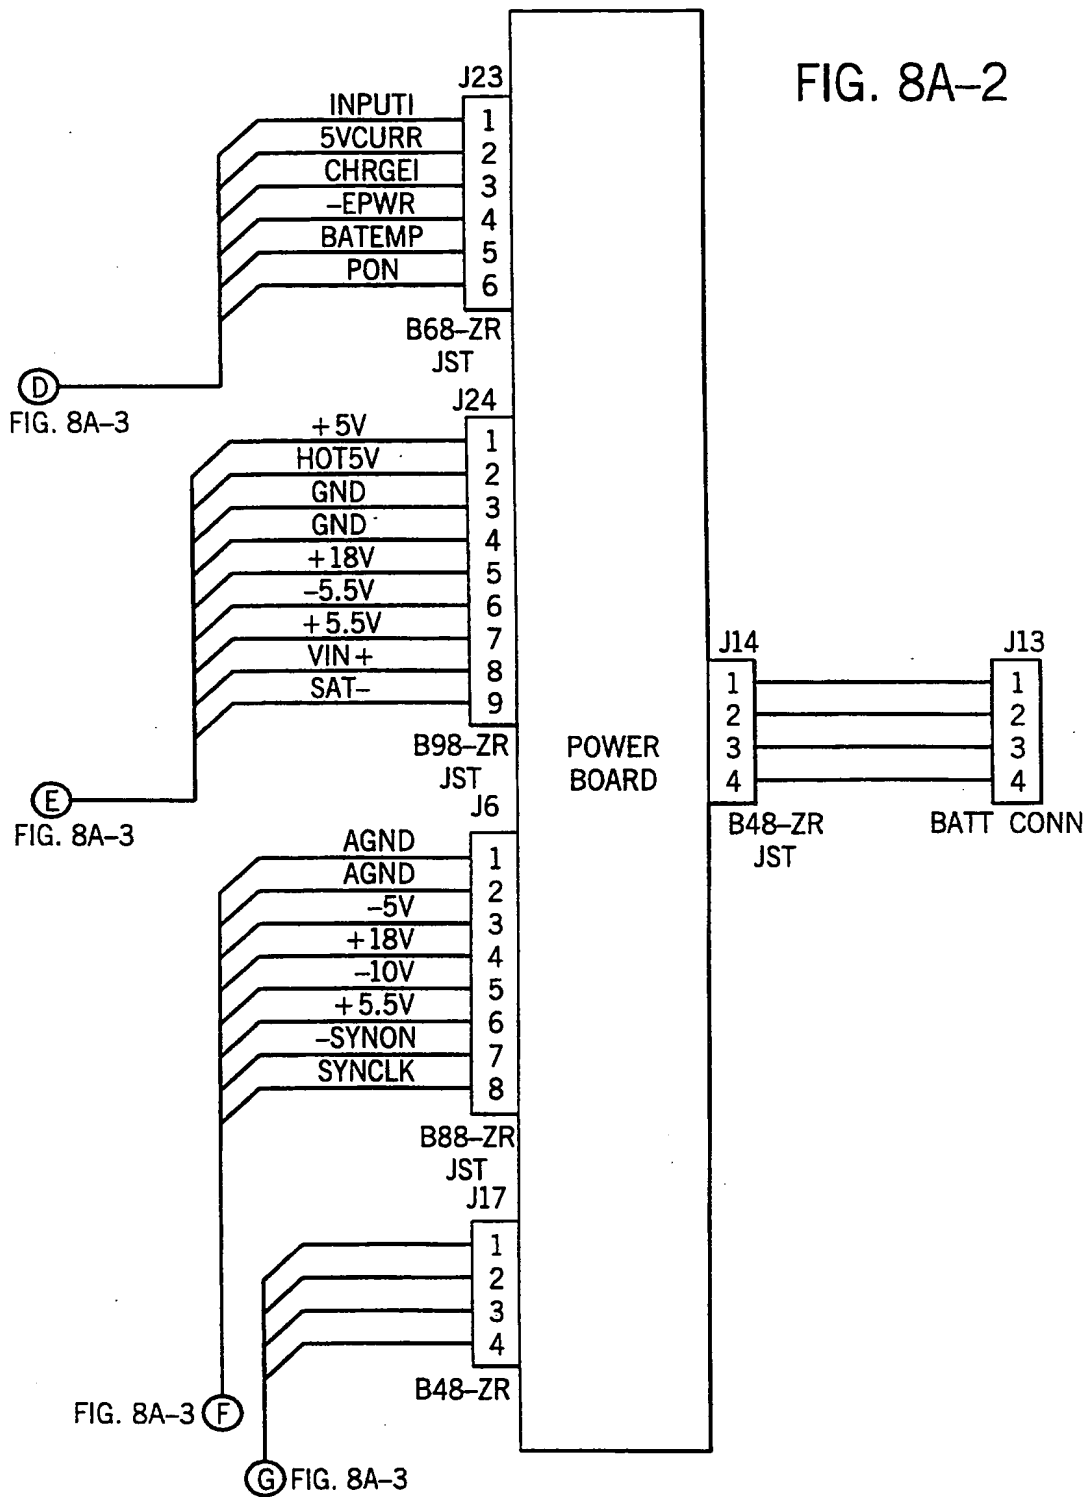 FIG. 8A–2
J23
INPUTI 1
5VCURR 2
CHRGEI 3
–EPWR 4
BATEMP 5
PON 6
B68–ZR
JST
D
FIG. 8A–3
J24
+5V 1
HOT5V 2
GND 3
GND 4
+18V 5
–5.5V 6
+5.5V 7
VIN+ 8
SAT– 9
B98–ZR
JST
E
FIG. 8A–3
J6
AGND 1
AGND 2
–5V 3
+18V 4
–10V 5
+5.5V 6
–SYNON 7
SYNCLK 8
B88–ZR
JST
FIG. 8A–3 F
J17
1
2
3
4
B48–ZR
G FIG. 8A–3
POWER
BOARD
J14
1
2
3
4
B48–ZR
JST
J13
1
2
3
4
BATT CONN